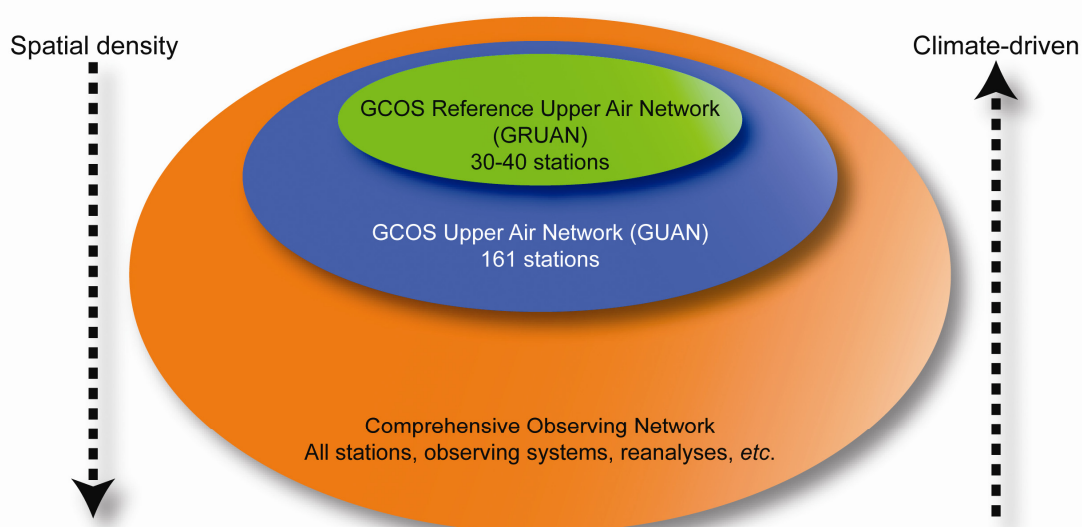 Spatial density
Climate-driven
GCOS Reference Upper Air Network
(GRUAN)
30-40 stations
GCOS Upper Air Network (GUAN)
161 stations
Comprehensive Observing Network
All stations, observing systems, reanalyses, etc.